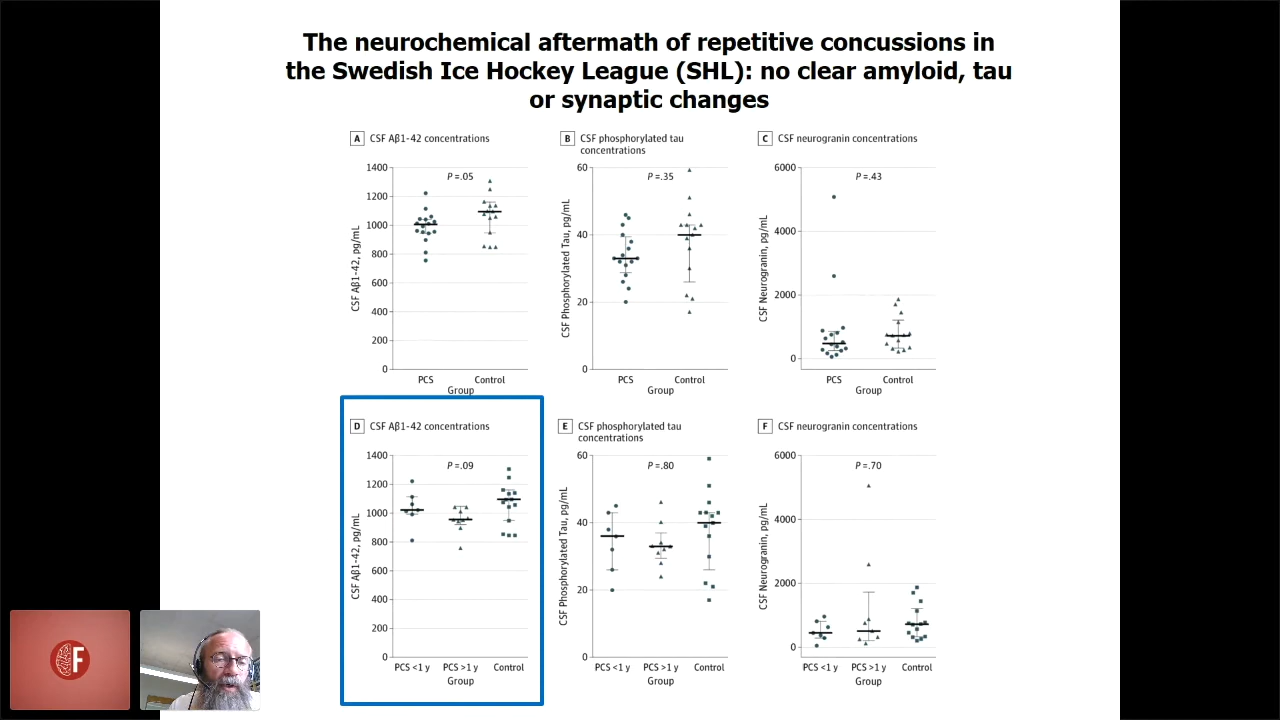 The neurochemical aftermath of repetitive concussions in
the Swedish Ice Hockey League (SHL): no clear amyloid, tau
or synaptic changes
A CSF Aβ1-42 concentrations
1400
1200
1000
800
600
400
200
0
CSF Aβ1-42, pg/mL
P =.05
PCS Control
Group
B CSF phosphorylated tau
concentrations
60
40
20
0
CSF Phosphorylated Tau, pg/mL
P =.35
PCS Control
Group
C CSF neurogranin concentrations
6000
4000
2000
0
CSF Neurogranin, pg/mL
P =.43
PCS Control
Group
D CSF Aβ1-42 concentrations
1400
1200
1000
800
600
400
200
0
CSF Aβ1-42, pg/mL
P =.09
PCS <1 y PCS >1 y Control
Group
E CSF phosphorylated tau
concentrations
60
40
20
0
CSF Phosphorylated Tau, pg/mL
P =.80
PCS <1 y PCS >1 y Control
Group
F CSF neurogranin concentrations
6000
4000
2000
0
CSF Neurogranin, pg/mL
P =.70
PCS <1 y PCS >1 y Control
Group
F